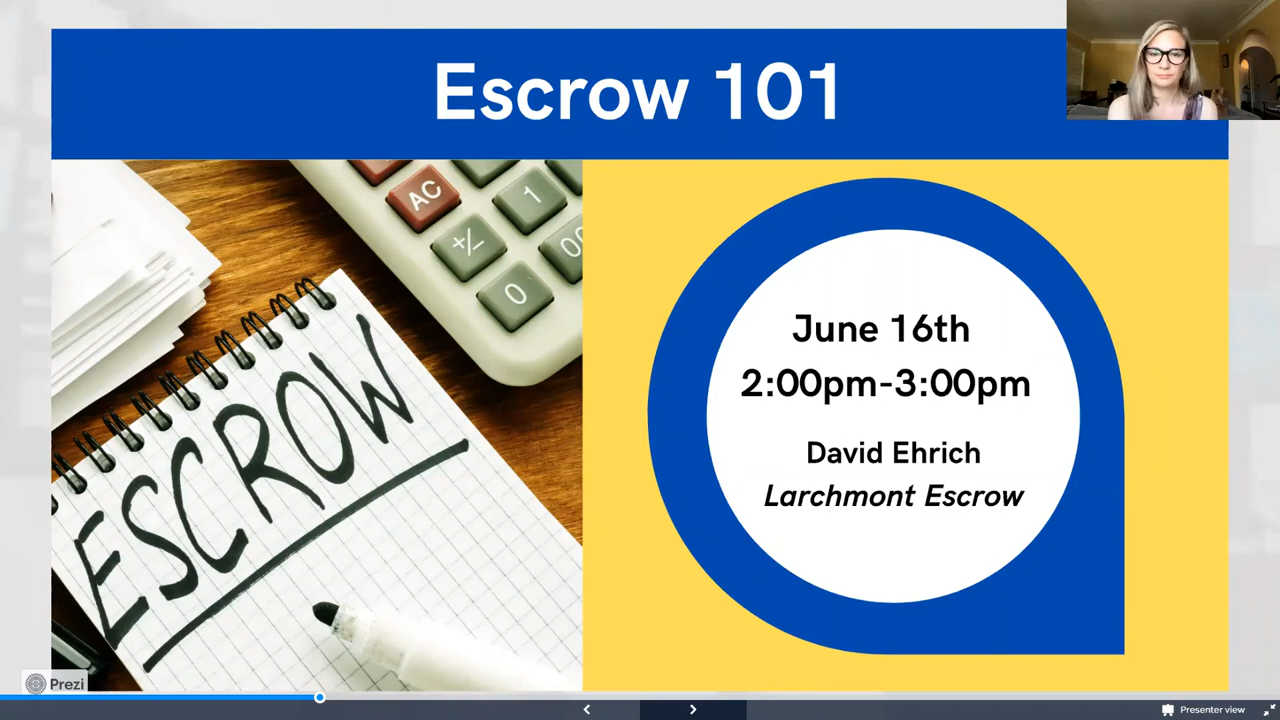 Escrow 101
AC
1
+/-
0
00
ESCROW
June 16th
2:00pm-3:00pm
David Ehrich
Larchmont Escrow
Prezi
Presenter view